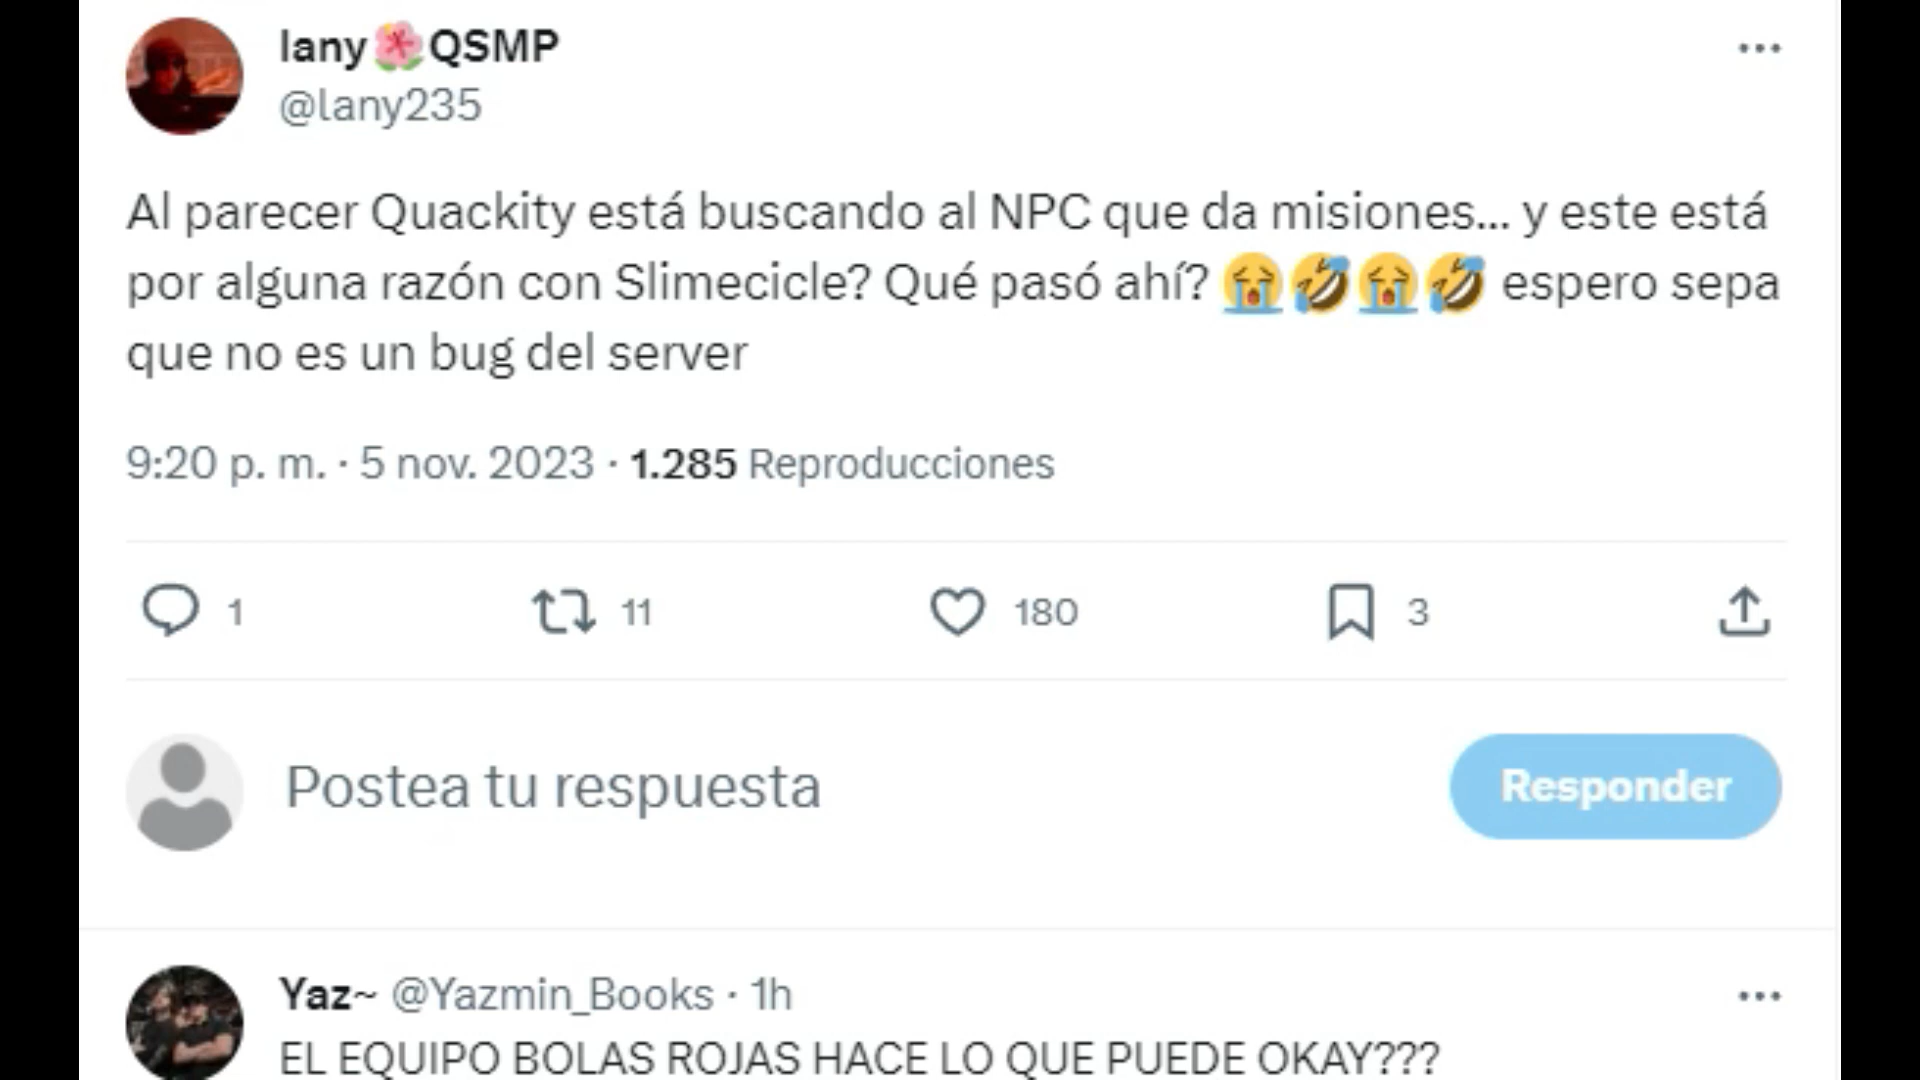 lany🌺QSMP
@lany235
Al parecer Quackity está buscando al NPC que da misiones... y este está
por alguna razón con Slimecicle? Qué pasó ahí? 😭🤣😭🤣 espero sepa
que no es un bug del server
9:20 p. m. · 5 nov. 2023 · 1.285 Reproducciones
1 11 180 3
Postea tu respuesta
Responder
Yaz~ @Yazmin_Books · 1h
EL EQUIPO BOLAS ROJAS HACE LO QUE PUEDE OKAY???